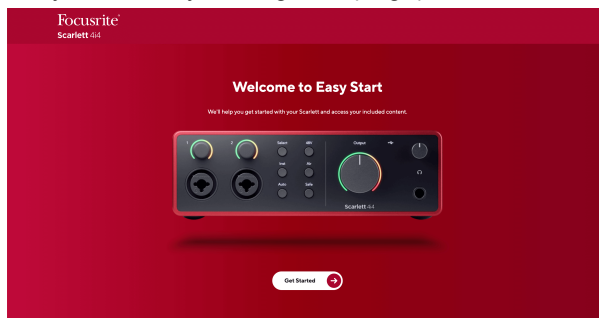 Focusrite®
Scarlett 4i4
Welcome to Easy Start
We'll help you get started with your Scarlett and access your included content.
1 2 Select 48V Output
Inst Air
Auto Safe
Scarlett 4i4
Get Started